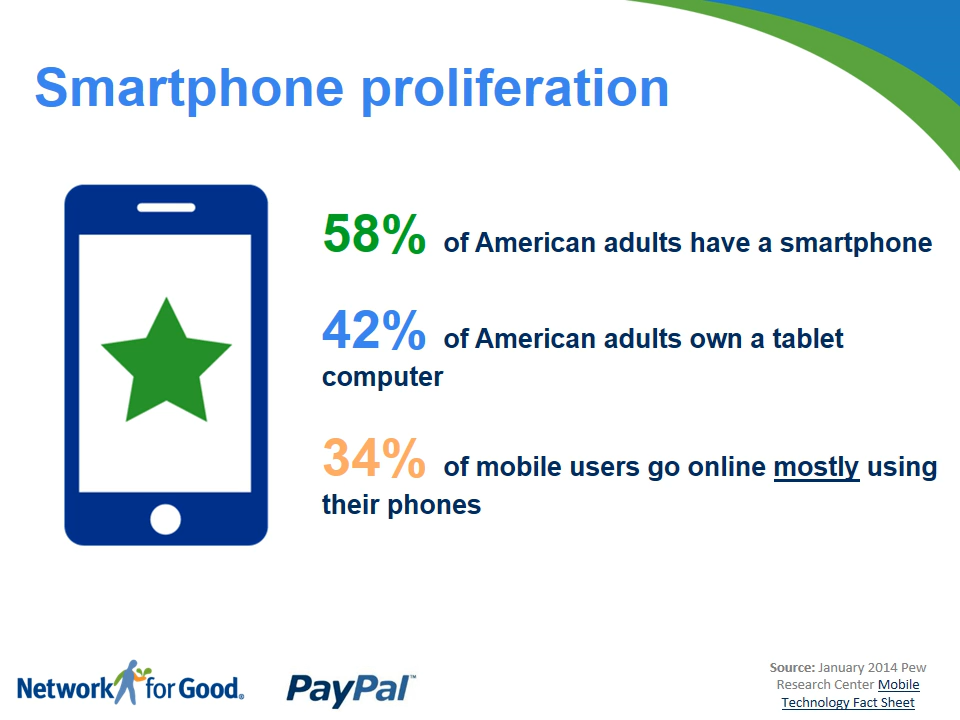 Smartphone proliferation
58% of American adults have a smartphone
42% of American adults own a tablet
computer
34% of mobile users go online mostly using
their phones
Network for Good®
PayPal™
Source: January 2014 Pew
Research Center Mobile
Technology Fact Sheet